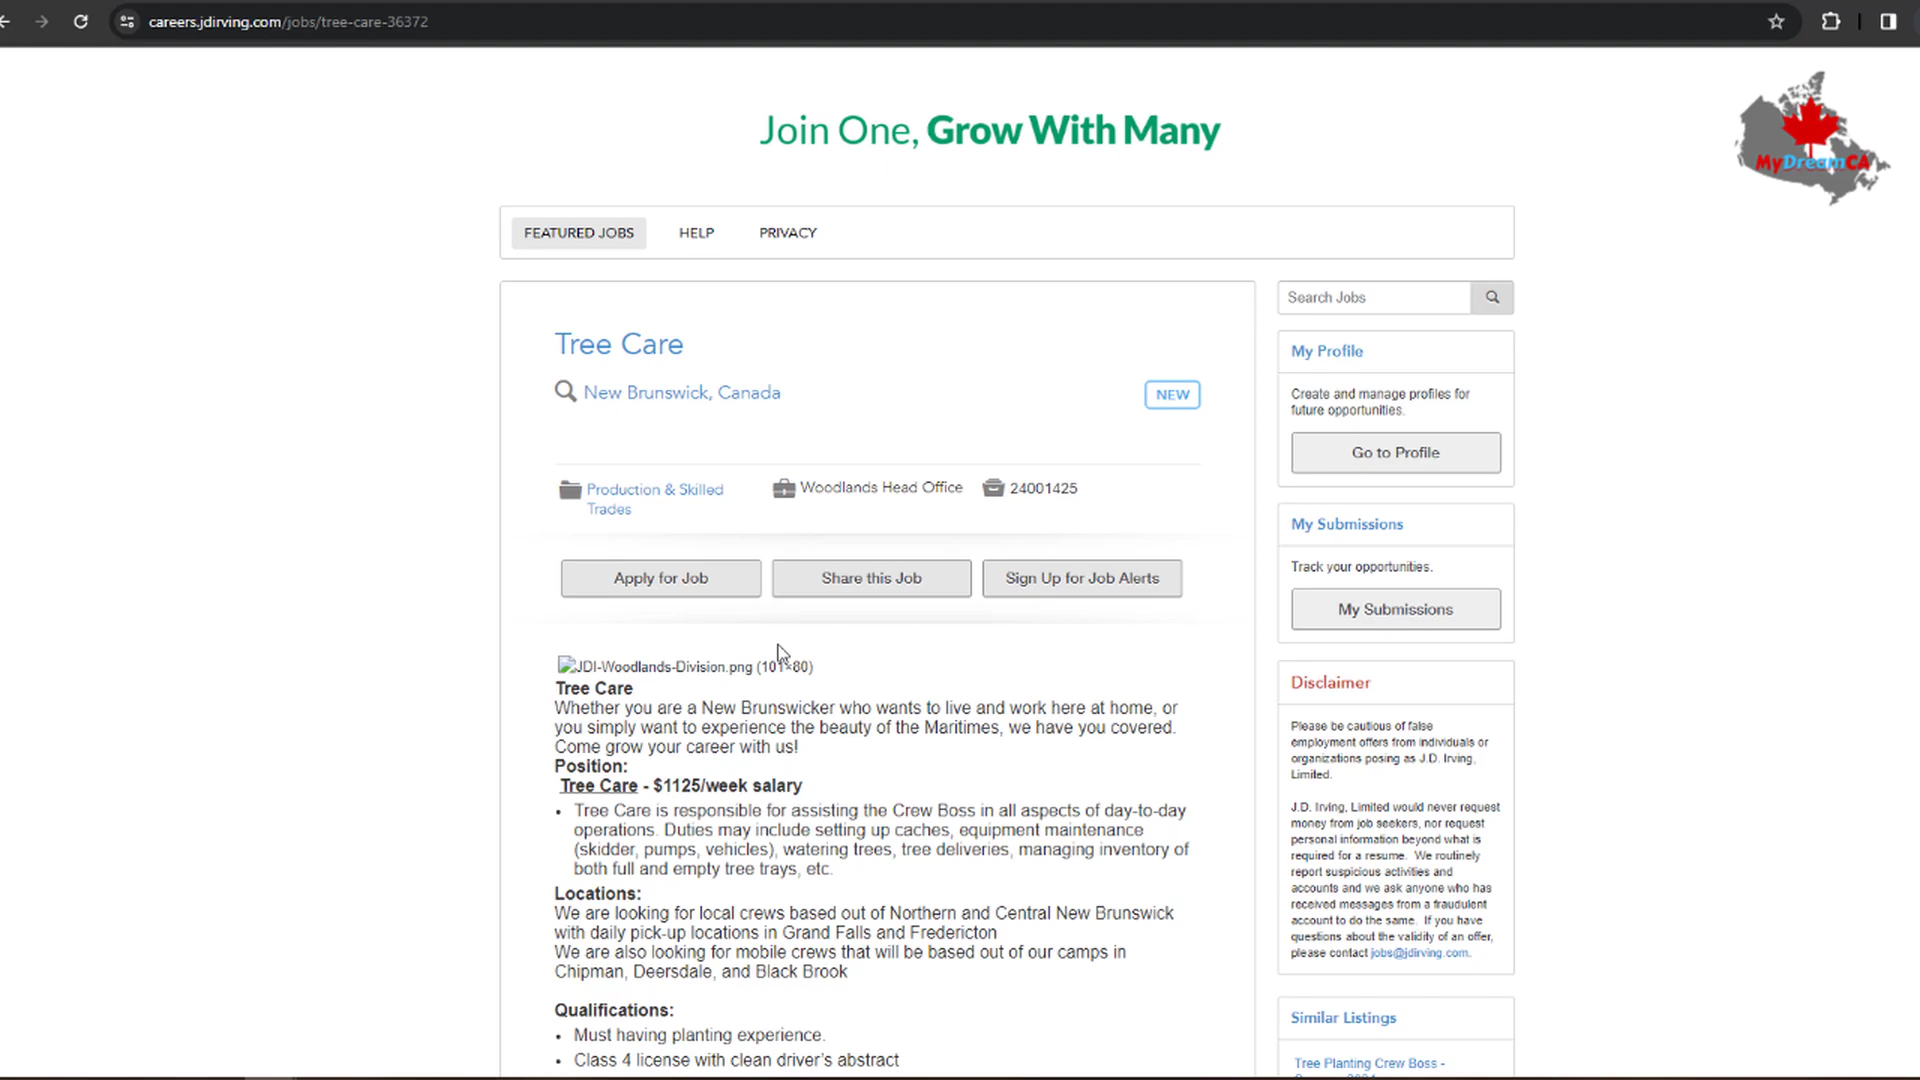 careers.jdirving.com/jobs/tree-care-36372
Join One, Grow With Many
MyDreamCA
FEATURED JOBS
HELP
PRIVACY
Tree Care
New Brunswick, Canada
NEW
Production & Skilled
Trades
Woodlands Head Office
24001425
Apply for Job
Share this Job
Sign Up for Job Alerts
JDI-Woodlands-Division.png (101×80)
Tree Care
Whether you are a New Brunswicker who wants to live and work here at home, or
you simply want to experience the beauty of the Maritimes, we have you covered.
Come grow your career with us!
Position:
Tree Care - $1125/week salary
• Tree Care is responsible for assisting the Crew Boss in all aspects of day-to-day
operations. Duties may include setting up caches, equipment maintenance
(skidder, pumps, vehicles), watering trees, tree deliveries, managing inventory of
both full and empty tree trays, etc.
Locations:
We are looking for local crews based out of Northern and Central New Brunswick
with daily pick-up locations in Grand Falls and Fredericton
We are also looking for mobile crews that will be based out of our camps in
Chipman, Deersdale, and Black Brook
Qualifications:
• Must having planting experience.
• Class 4 license with clean driver's abstract
Search Jobs
My Profile
Create and manage profiles for
future opportunities.
Go to Profile
My Submissions
Track your opportunities.
My Submissions
Disclaimer
Please be cautious of false
employment offers from individuals or
organizations posing as J.D. Irving,
Limited.
J.D. Irving, Limited would never request
money from job seekers, nor request
personal information beyond what is
required for a resume. We routinely
report suspicious activities and
accounts and we ask anyone who has
received messages from a fraudulent
account to do the same. If you have
questions about the validity of an offer,
please contact jobs@jdirving.com.
Similar Listings
Tree Planting Crew Boss -